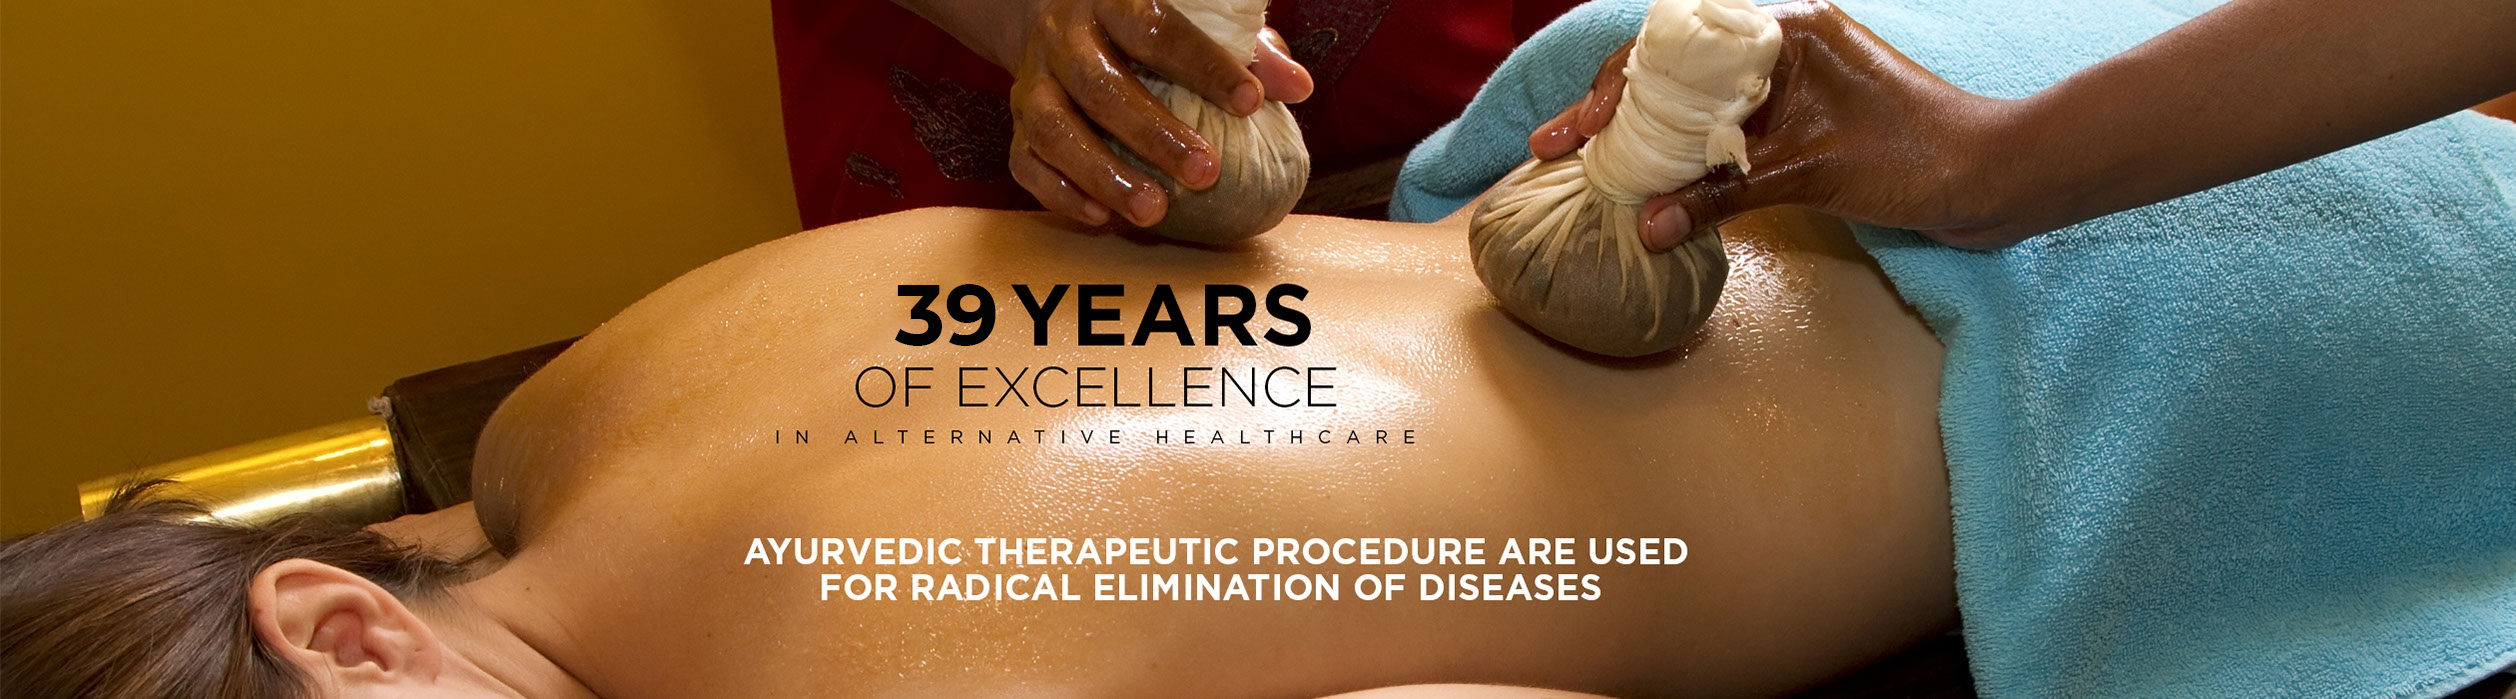 39 YEARS
OF EXCELLENCE
IN ALTERNATIVE HEALTHCARE
AYURVEDIC THERAPEUTIC PROCEDURE ARE USED
FOR RADICAL ELIMINATION OF DISEASES